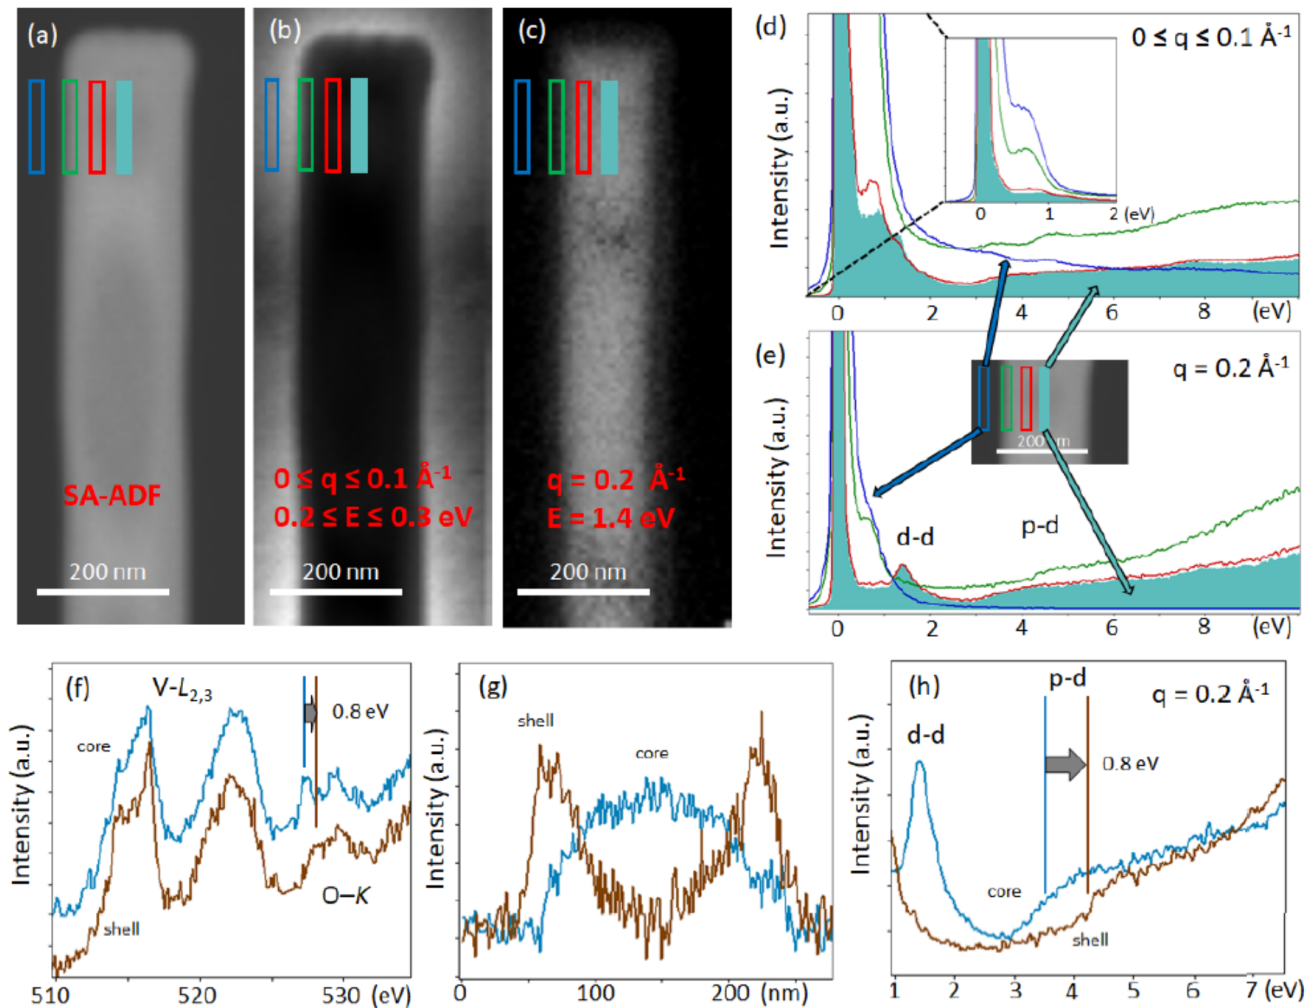 (a)
SA-ADF
200 nm
(b)
0 ≤ q ≤ 0.1 Å⁻¹
0.2 ≤ E ≤ 0.3 eV
200 nm
(c)
q = 0.2 Å⁻¹
E = 1.4 eV
200 nm
(d)
0 ≤ q ≤ 0.1 Å⁻¹
Intensity (a.u.)
0 1 2 (eV)
0 2 4 6 8 (eV)
(e)
q = 0.2 Å⁻¹
200 nm
Intensity (a.u.)
d-d
p-d
0 2 4 6 8 (eV)
(f)
V-L2,3
0.8 eV
core
shell
O–K
Intensity (a.u.)
510 520 530 (eV)
(g)
shell
core
Intensity (a.u.)
0 100 200 (nm)
(h)
p-d
q = 0.2 Å⁻¹
d-d
0.8 eV
core
shell
Intensity (a.u.)
1 2 3 4 5 6 7 (eV)